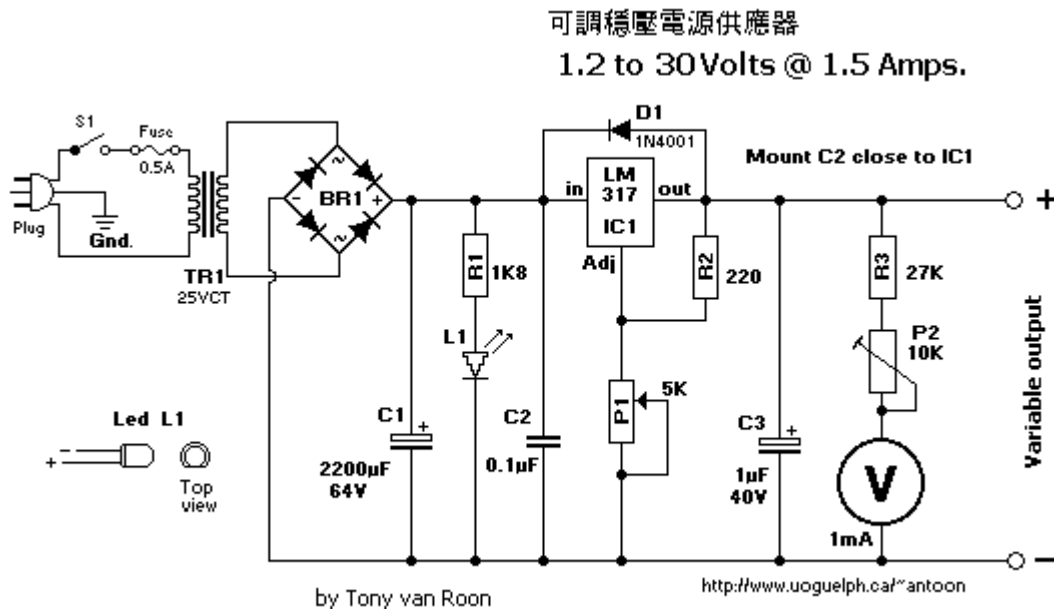 可調穩壓電源供應器
1.2 to 30 Volts @ 1.5 Amps.
S1
Fuse
0.5A
Plug
Gnd.
TR1
25VCT
~
BR1
- +
~
D1
1N4001
Mount C2 close to IC1
in
LM
317
IC1
out
Adj
R1
1K8
L1
R2
220
R3
27K
P2
10K
P1
5K
C1
+
2200µF
64V
C2
0.1µF
C3
+
1µF
40V
V
1mA
+
Variable output
-
Led L1
+ -
Top
view
by Tony van Roon
http://www.uoguelph.ca/~antoon